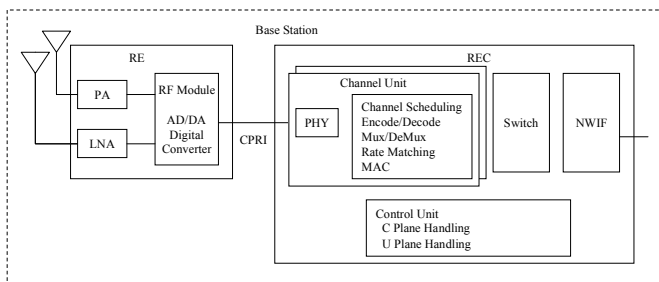 Base Station
RE
REC
PA
LNA
RF Module
AD/DA
Digital
Converter
CPRI
Channel Unit
PHY
Channel Scheduling
Encode/Decode
Mux/DeMux
Rate Matching
MAC
Switch
NWIF
Control Unit
C Plane Handling
U Plane Handling